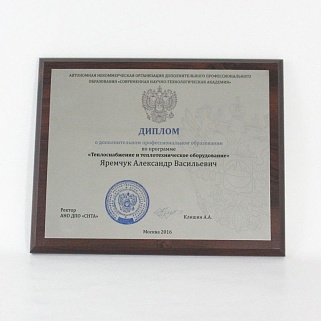 АВТОНОМНАЯ НЕКОММЕРЧЕСКАЯ ОРГАНИЗАЦИЯ ДОПОЛНИТЕЛЬНОГО ПРОФЕССИОНАЛЬНОГО
ОБРАЗОВАНИЯ «СОВРЕМЕННАЯ НАУЧНО-ТЕХНОЛОГИЧЕСКАЯ АКАДЕМИЯ»
ДИПЛОМ
о дополнительном профессиональном образовании
по программе
«Теплоснабжение и теплотехническое оборудование»
Яремчук Александр Васильевич
Ректор
АНО ДПО «СНТА»
Канцин А.А.
Москва 2016